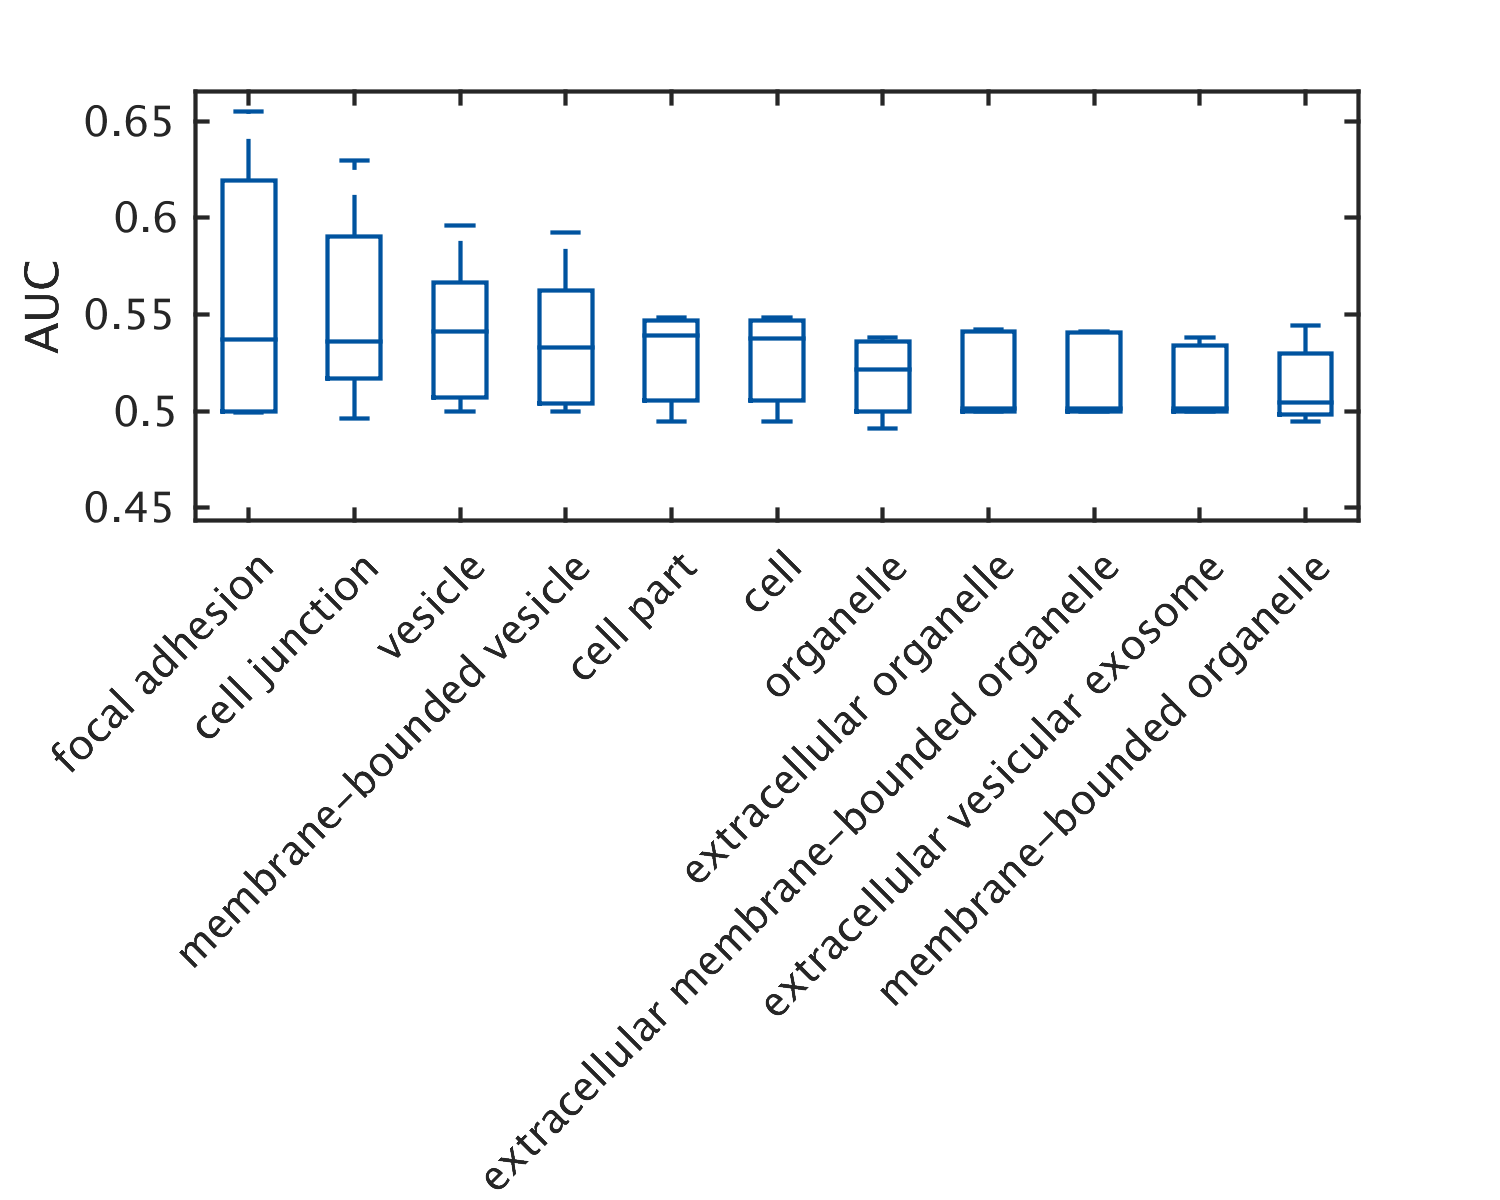 AUC
0.65
0.6
0.55
0.5
0.45
focal adhesion
cell junction
vesicle
membrane−bounded vesicle
cell part
cell
organelle
extracellular organelle
extracellular membrane−bounded organelle
extracellular vesicular exosome
membrane−bounded organelle